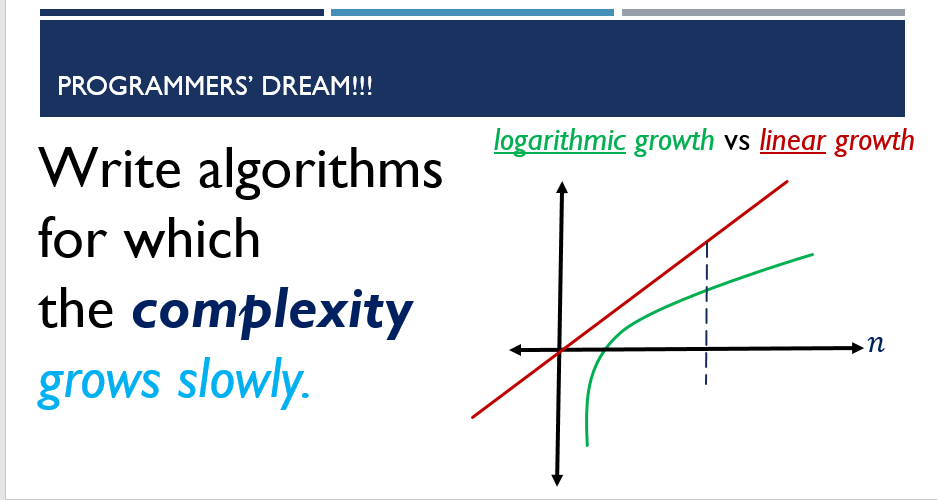 PROGRAMMERS’ DREAM!!!
logarithmic growth vs linear growth
Write algorithms
for which
the complexity
grows slowly.
n